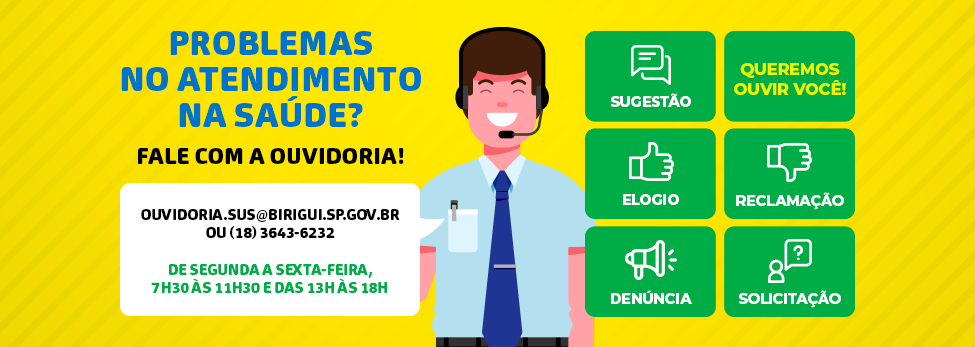 PROBLEMAS
NO ATENDIMENTO
NA SAÚDE?
FALE COM A OUVIDORIA!
OUVIDORIA.SUS@BIRIGUI.SP.GOV.BR
OU (18) 3643-6232
DE SEGUNDA A SEXTA-FEIRA,
7H30 ÀS 11H30 E DAS 13H ÀS 18H
SUGESTÃO
QUEREMOS
OUVIR VOCÊ!
ELOGIO
RECLAMAÇÃO
DENÚNCIA
SOLICITAÇÃO